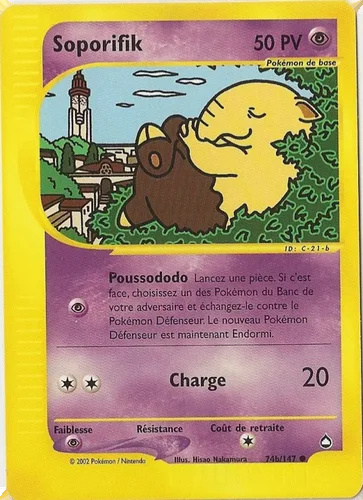 Soporifik 50 PV
Pokémon de base
ID: C-21-b
Poussododo Lancez une pièce. Si c'est
face, choisissez un des Pokémon du Banc de
votre adversaire et échangez-le contre le
Pokémon Défenseur. Le nouveau Pokémon
Défenseur est maintenant Endormi.
Charge 20
Faiblesse Résistance Coût de retraite
© 2002 Pokémon / Nintendo Illus. Hisao Nakamura 74b/147